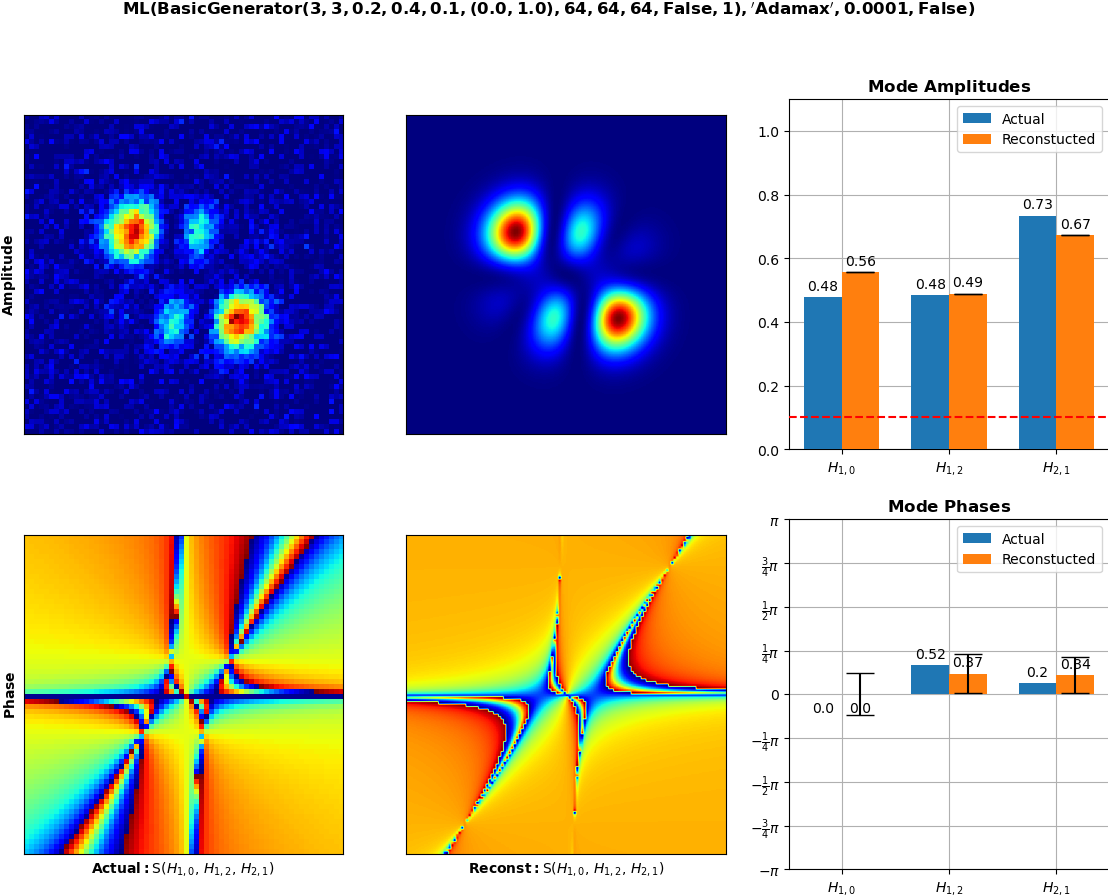 ML(BasicGenerator(3, 3, 0.2, 0.4, 0.1, (0.0, 1.0), 64, 64, 64, False, 1), ′Adamax′, 0.0001, False)
Mode Amplitudes
Actual
Reconstucted
1.0
0.8
0.6
0.4
0.2
0.0
0.48
0.56
0.48
0.49
0.73
0.67
H1,0
H1,2
H2,1
Amplitude
Mode Phases
Actual
Reconstucted
π
3/4π
1/2π
1/4π
0
−1/4π
−1/2π
−3/4π
−π
0.0
0.0
0.52
0.37
0.2
0.34
H1,0
H1,2
H2,1
Phase
Actual: S(H1,0, H1,2, H2,1)
Reconst: S(H1,0, H1,2, H2,1)